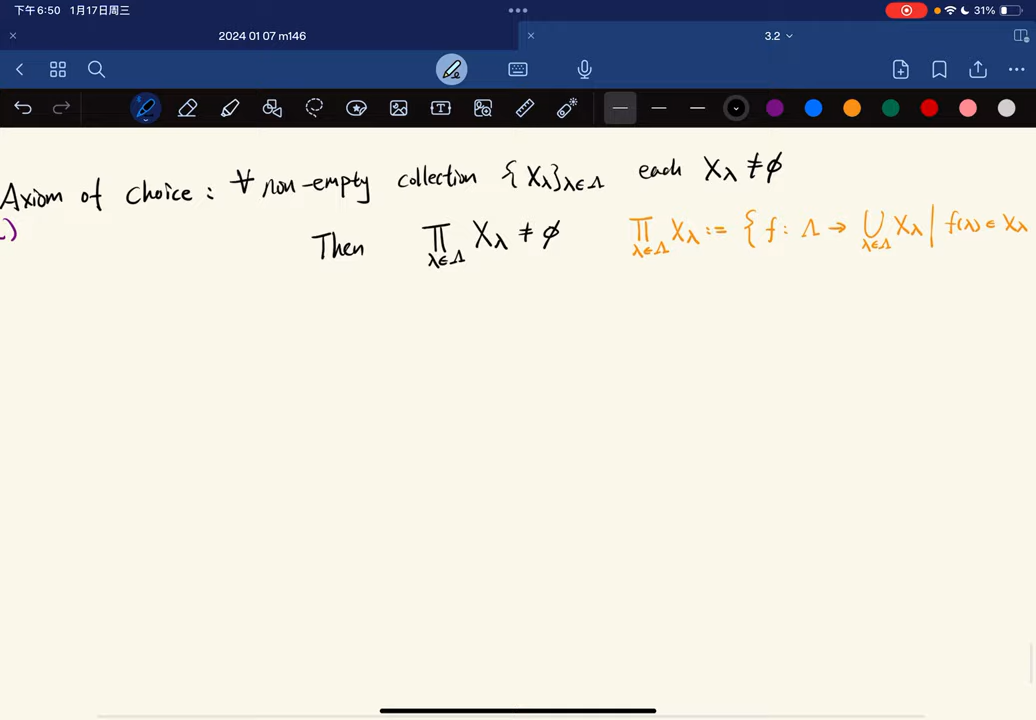 下午6:50 1月17日周三
31%
2024 01 07 m146
3.2
Axiom of Choice : ∀ non-empty collection {Xλ}λ∈Λ each Xλ ≠ ∅
Then ∏λ∈Λ Xλ ≠ ∅ ∏λ∈Λ Xλ := { f : Λ → ⋃λ∈Λ Xλ | f(λ) ∈ Xλ